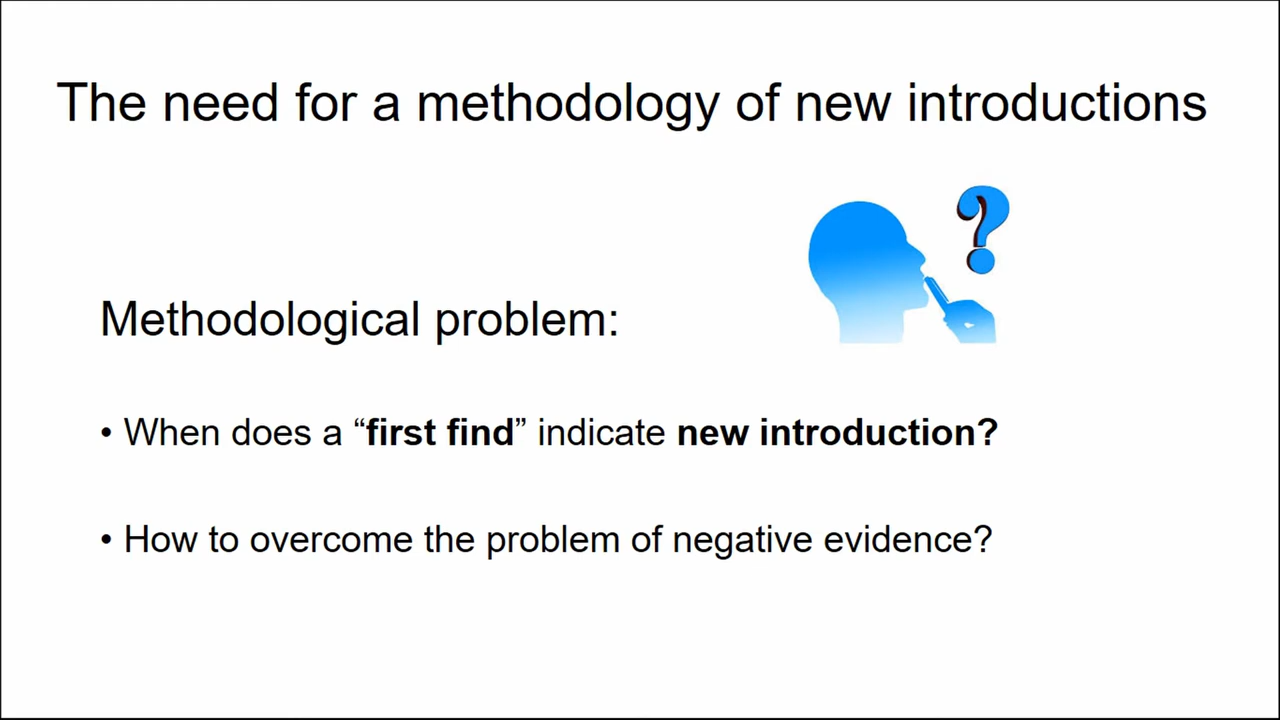 The need for a methodology of new introductions
Methodological problem:
• When does a “first find” indicate new introduction?
• How to overcome the problem of negative evidence?